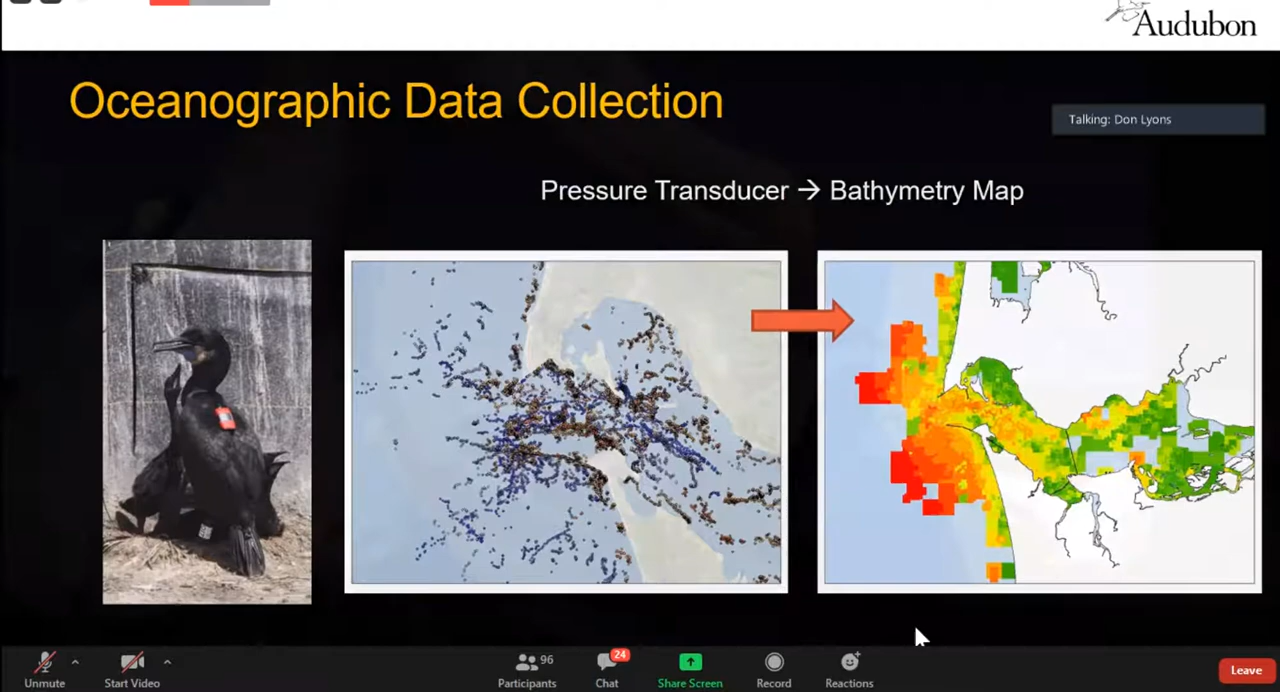 Audubon
Oceanographic Data Collection
Talking: Don Lyons
Pressure Transducer → Bathymetry Map
96
24
Unmute
Start Video
Participants
Chat
Share Screen
Record
Reactions
Leave